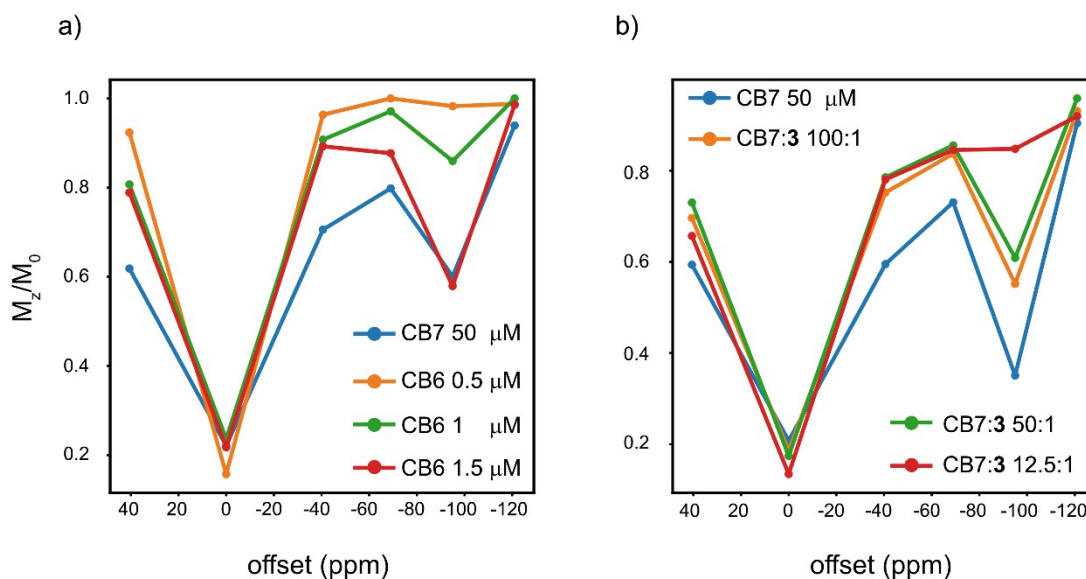 a)
b)
M_z/M_0
1.0
0.8
0.6
0.4
0.2
CB7 50 μM
CB6 0.5 μM
CB6 1 μM
CB6 1.5 μM
40 20 0 -20 -40 -60 -80 -100 -120
offset (ppm)
CB7 50 μM
CB7:3 100:1
0.8
0.6
0.4
0.2
CB7:3 50:1
CB7:3 12.5:1
40 20 0 -20 -40 -60 -80 -100 -120
offset (ppm)